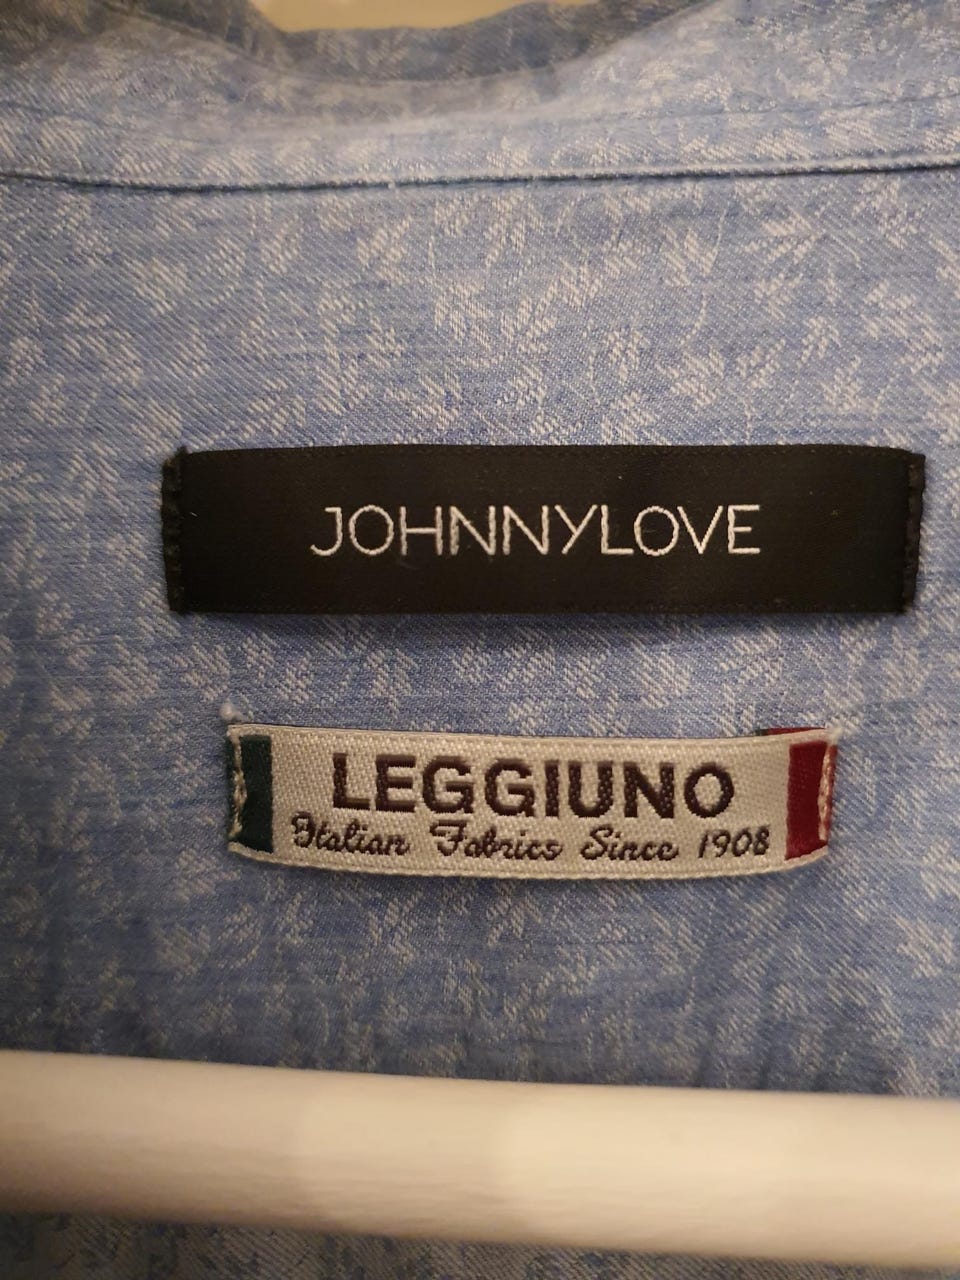 JOHNNYLOVE
LEGGIUNO
Italian Fabrics Since 1908